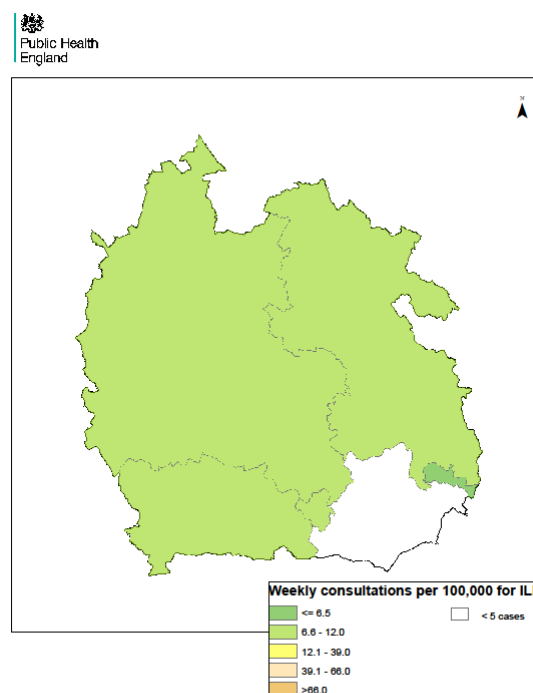 Public Health
England
N
Weekly consultations per 100,000 for IL
<= 6.5
< 5 cases
6.6 - 12.0
12.1 - 39.0
39.1 - 66.0
>66.0